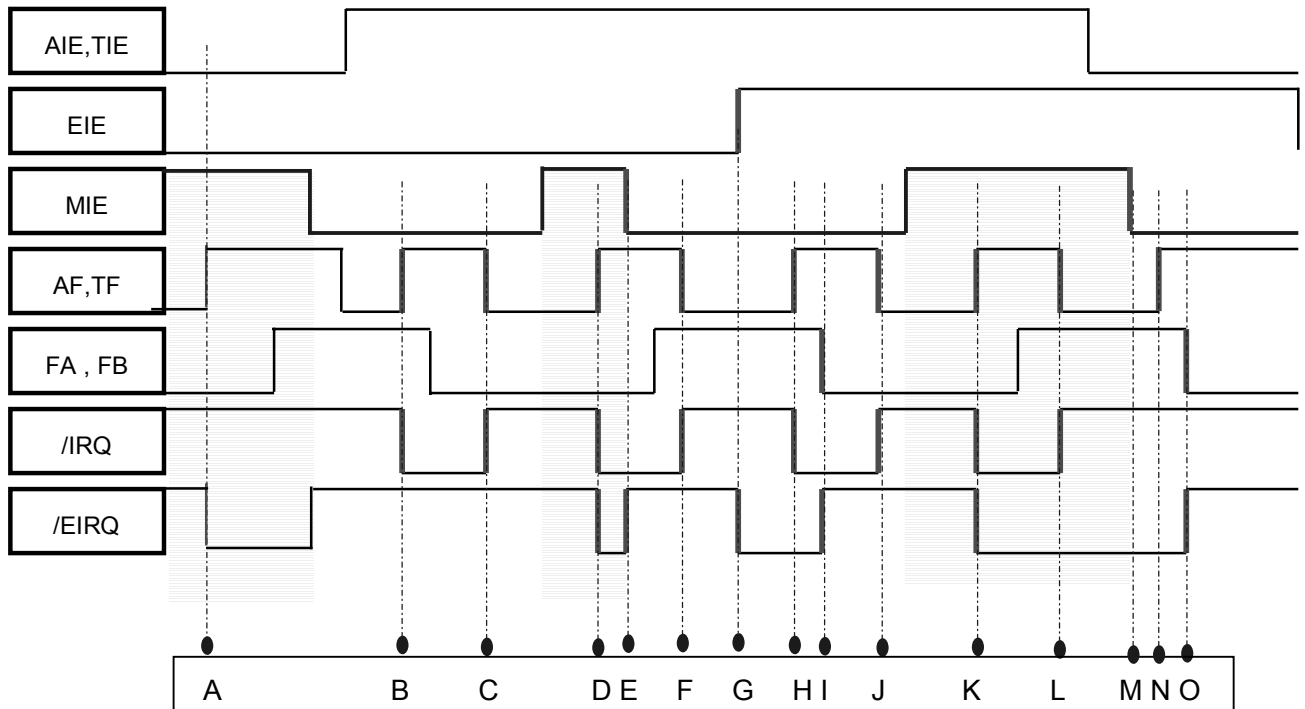 AIE,TIE
EIE
MIE
AF,TF
FA , FB
/IRQ
/EIRQ
A B C D E F G H I J K L M N O